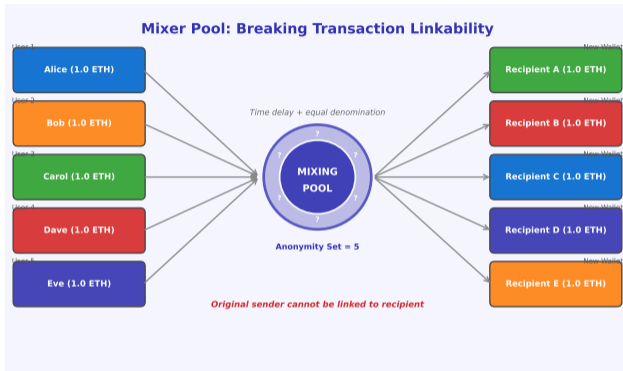 Mixer Pool: Breaking Transaction Linkability
User 1
Alice (1.0 ETH)
User 2
Bob (1.0 ETH)
User 3
Carol (1.0 ETH)
User 4
Dave (1.0 ETH)
User 5
Eve (1.0 ETH)
Time delay + equal denomination
?
?
?
MIXING
POOL
?
?
?
Anonymity Set = 5
Original sender cannot be linked to recipient
New Wallet
Recipient A (1.0 ETH)
New Wallet
Recipient B (1.0 ETH)
New Wallet
Recipient C (1.0 ETH)
New Wallet
Recipient D (1.0 ETH)
New Wallet
Recipient E (1.0 ETH)